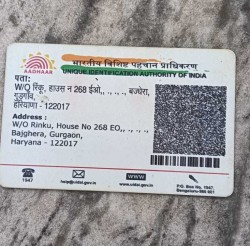 भारतीय विशिष्ट पहचान प्राधिकरण
AADHAAR
UNIQUE IDENTIFICATION AUTHORITY OF INDIA
पता:
W/O रिंकू, हाउस न 268 ईओ,, ., ., ., बज्घेरा,
गुड़गाँव,
हरियाणा - 122017
Address :
W/O Rinku, House No 268 EO,, ., ., ., .,
Bajghera, Gurgaon,
Haryana - 122017
1947
help@uidai.gov.in
www.uidai.gov.in
P.O. Box No. 1947,
Bengaluru-560 001